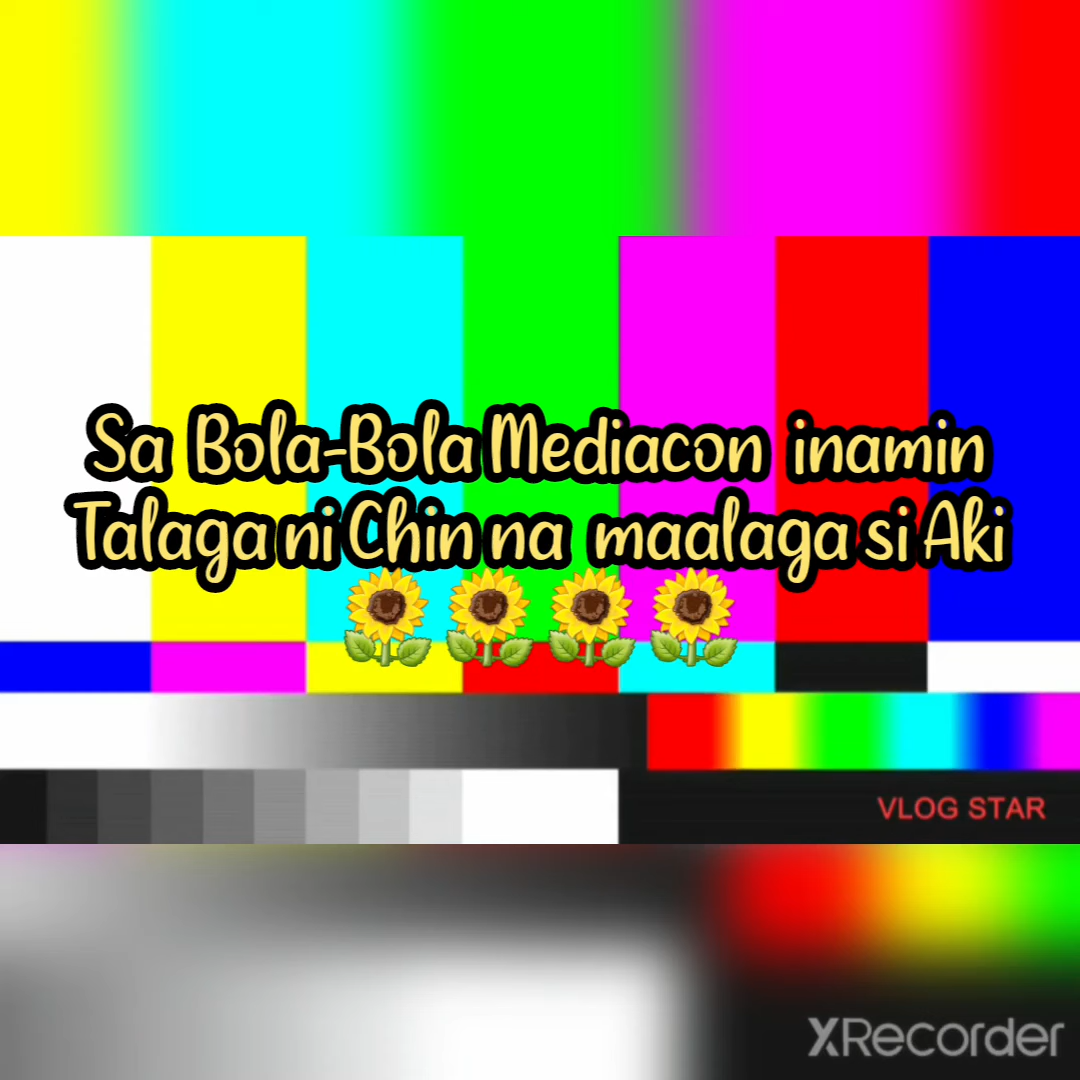 Sa Bola-Bola Mediacon inamin
Talaga ni Chin na maalaga si Aki
🌻🌻🌻🌻
VLOG STAR
XRecorder